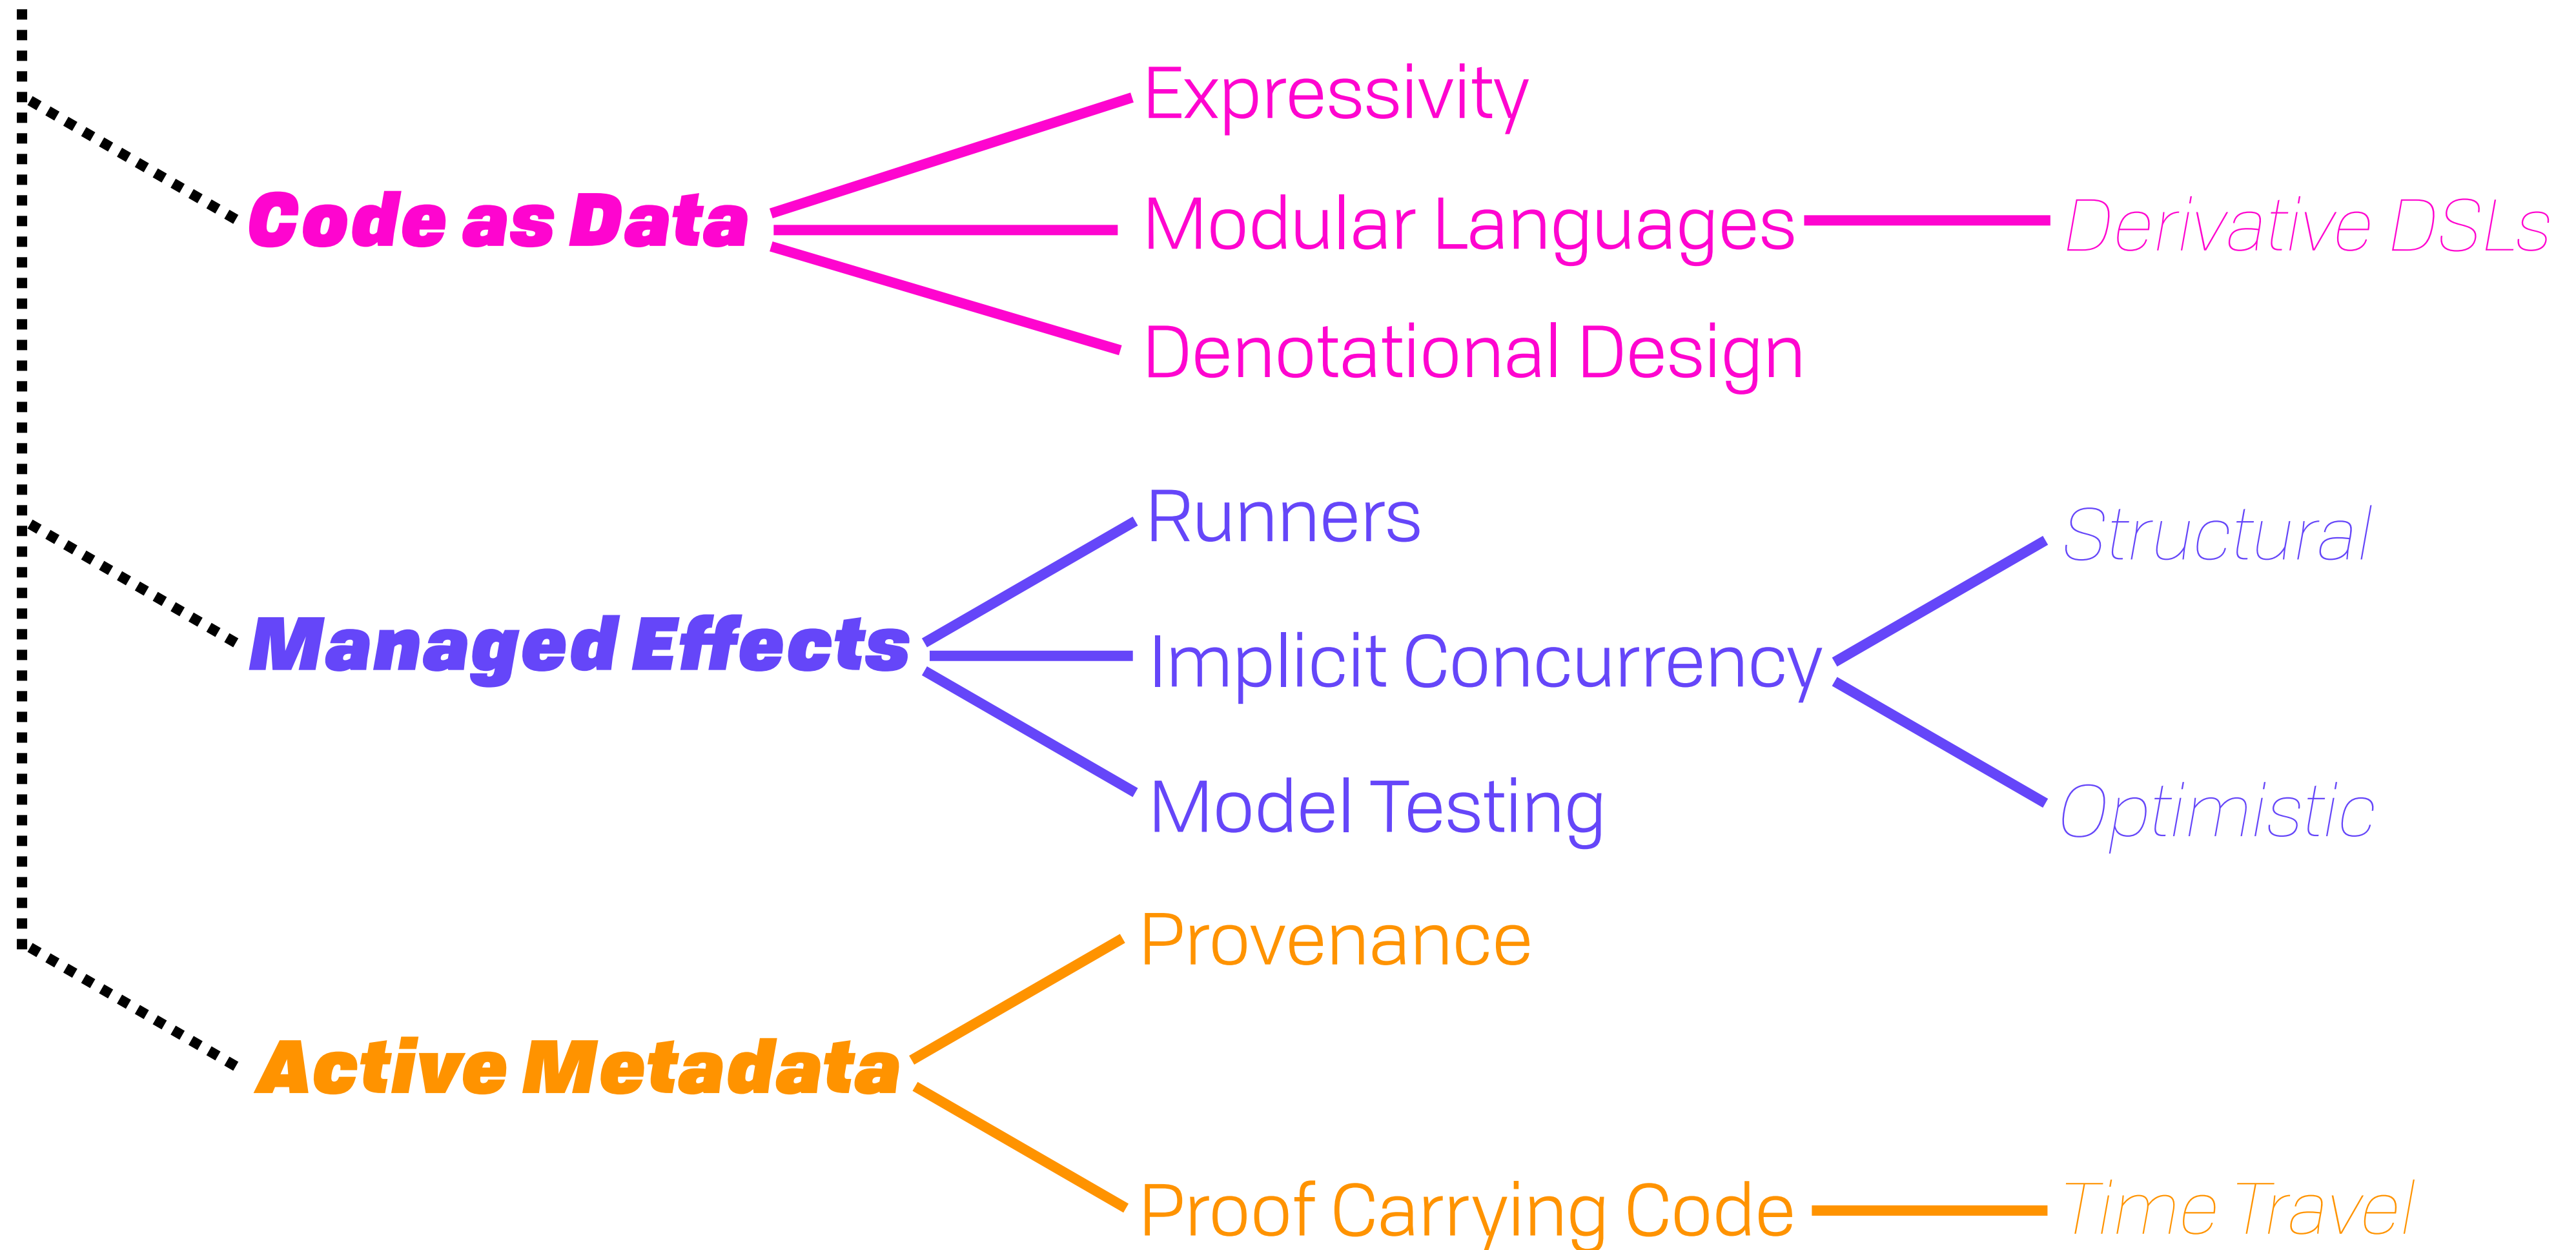 Expressivity
Code as Data
Modular Languages
Derivative DSLs
Denotational Design
Runners
Structural
Managed Effects
Implicit Concurrency
Model Testing
Optimistic
Provenance
Active Metadata
Proof Carrying Code
Time Travel